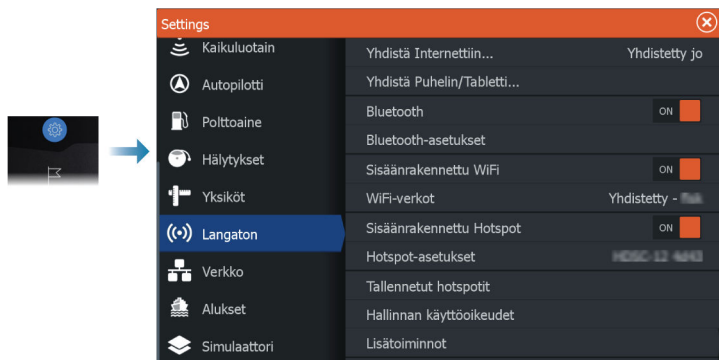 Settings
Kaikuluotain
Autopilotti
Polttoaine
Hälytykset
Yksiköt
Langaton
Verkko
Alukset
Simulaattori
Yhdistä Internettiin... Yhdistetty jo
Yhdistä Puhelin/Tabletti...
Bluetooth ON
Bluetooth-asetukset
Sisäänrakennettu WiFi ON
WiFi-verkot Yhdistetty -
Sisäänrakennettu Hotspot ON
Hotspot-asetukset
Tallennetut hotspotit
Hallinnan käyttöoikeudet
Lisätoiminnot